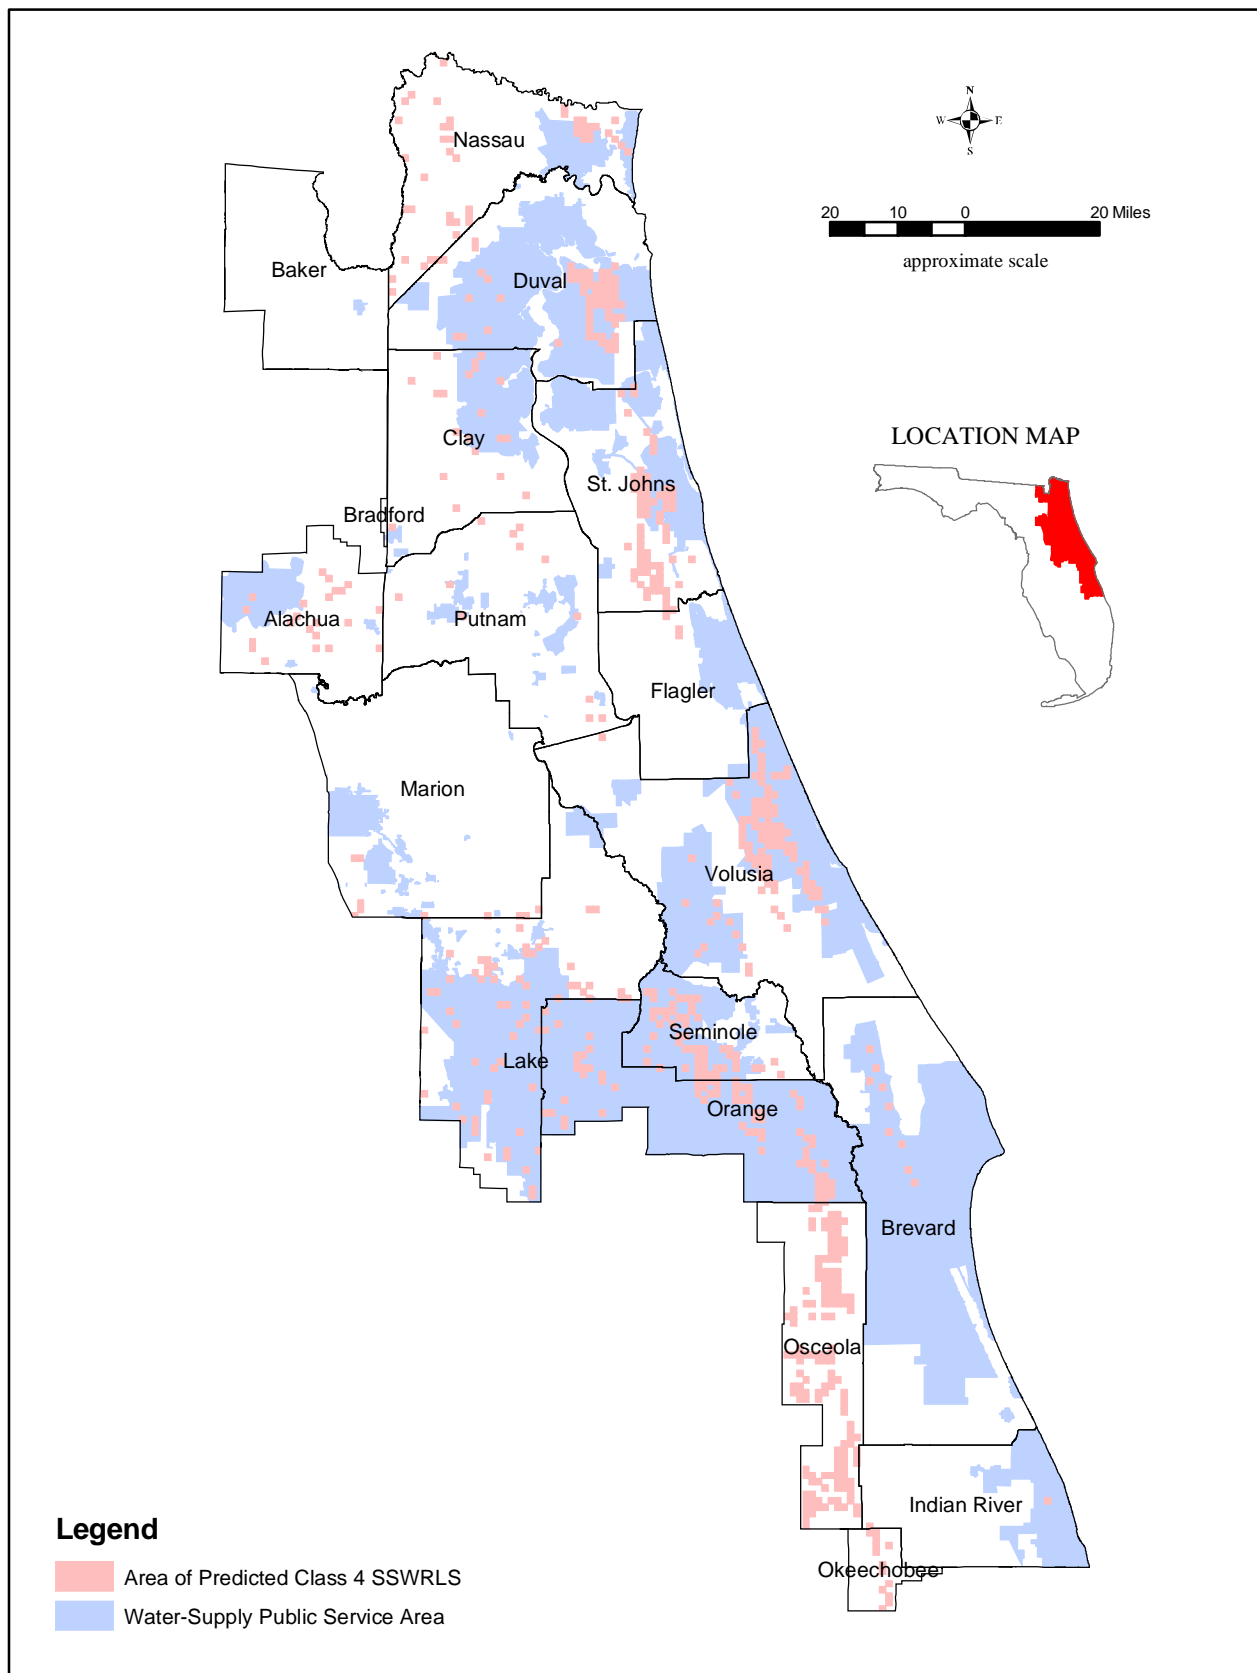 N
W E
S
Nassau
20 10 0 20 Miles
approximate scale
Baker
Duval
LOCATION MAP
Clay
St. Johns
Bradford
Alachua
Putnam
Flagler
Marion
Volusia
Seminole
Lake
Orange
Brevard
Osceola
Indian River
Okeechobee
Legend
Area of Predicted Class 4 SSWRLS
Water-Supply Public Service Area